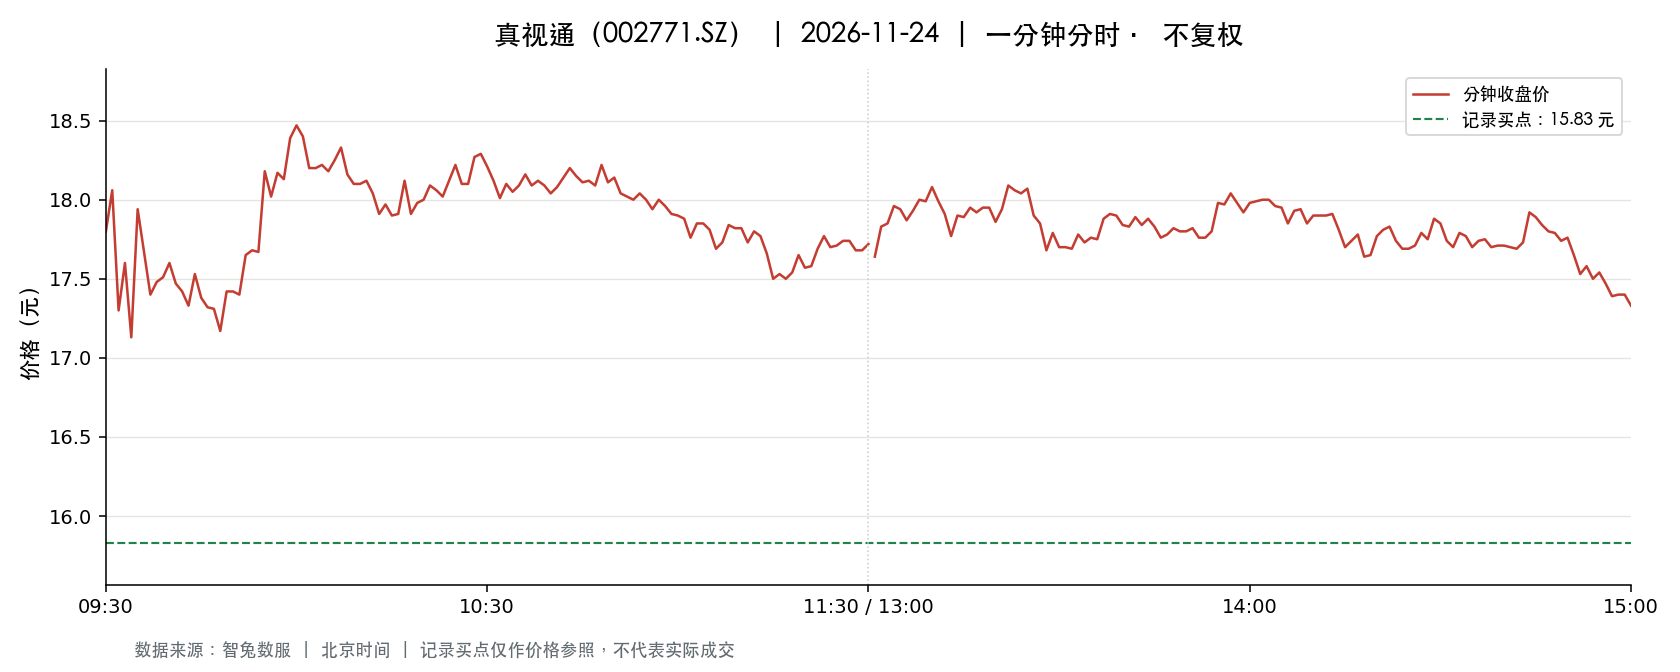 真视通（002771.SZ） | 2026-11-24 | 一分钟分时 · 不复权
分钟收盘价
记录买点：15.83 元
价格（元）
18.5
18.0
17.5
17.0
16.5
16.0
09:30
10:30
11:30 / 13:00
14:00
15:00
数据来源：智兔数服 | 北京时间 | 记录买点仅作价格参照，不代表实际成交